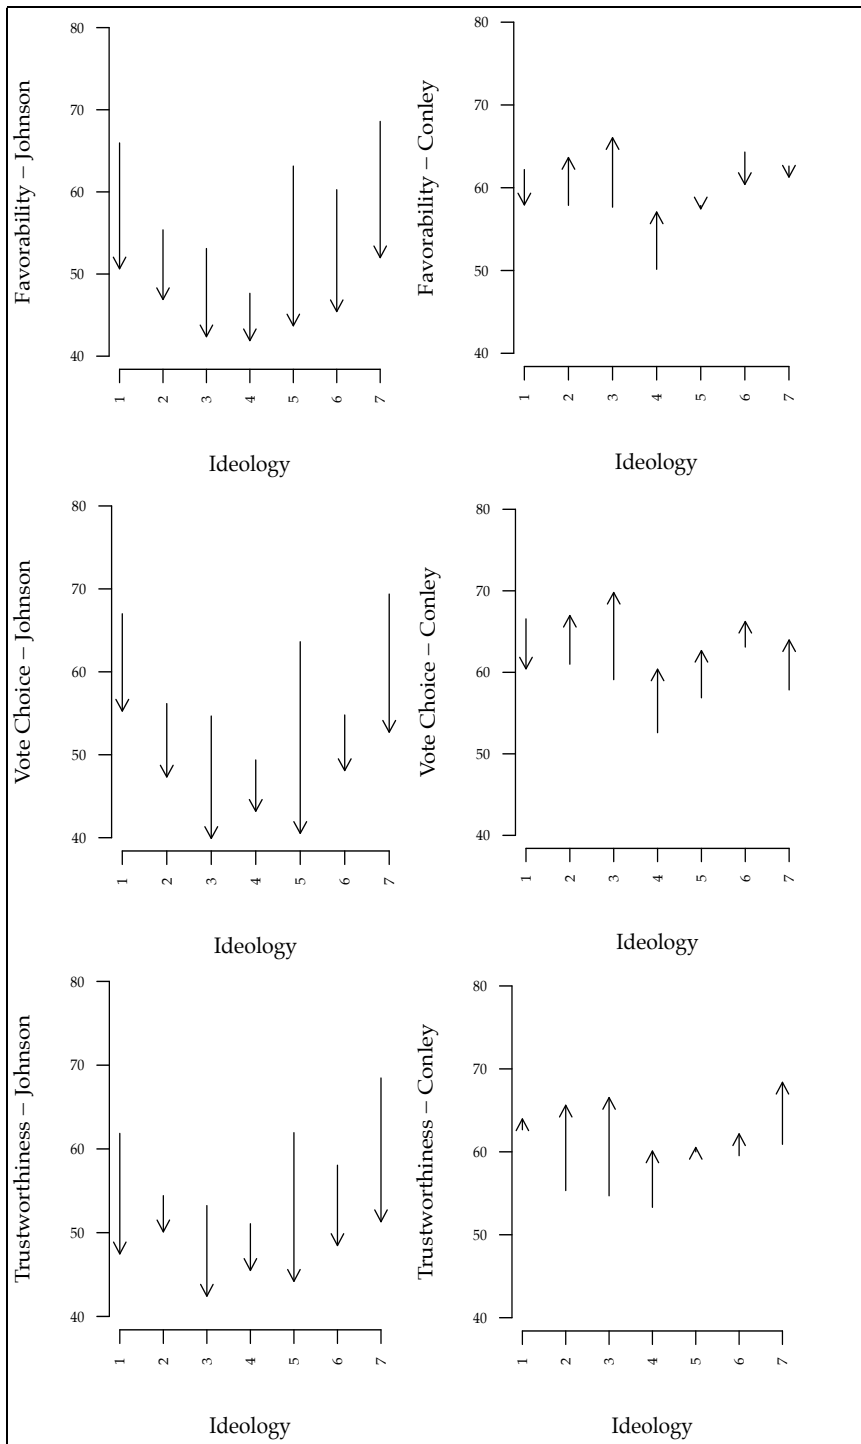 Favorability – Johnson
80
70
60
50
40
1 2 3 4 5 6 7
Ideology
Favorability – Conley
80
70
60
50
40
1 2 3 4 5 6 7
Ideology
Vote Choice – Johnson
80
70
60
50
40
1 2 3 4 5 6 7
Ideology
Vote Choice – Conley
80
70
60
50
40
1 2 3 4 5 6 7
Ideology
Trustworthiness – Johnson
80
70
60
50
40
1 2 3 4 5 6 7
Ideology
Trustworthiness – Conley
80
70
60
50
40
1 2 3 4 5 6 7
Ideology